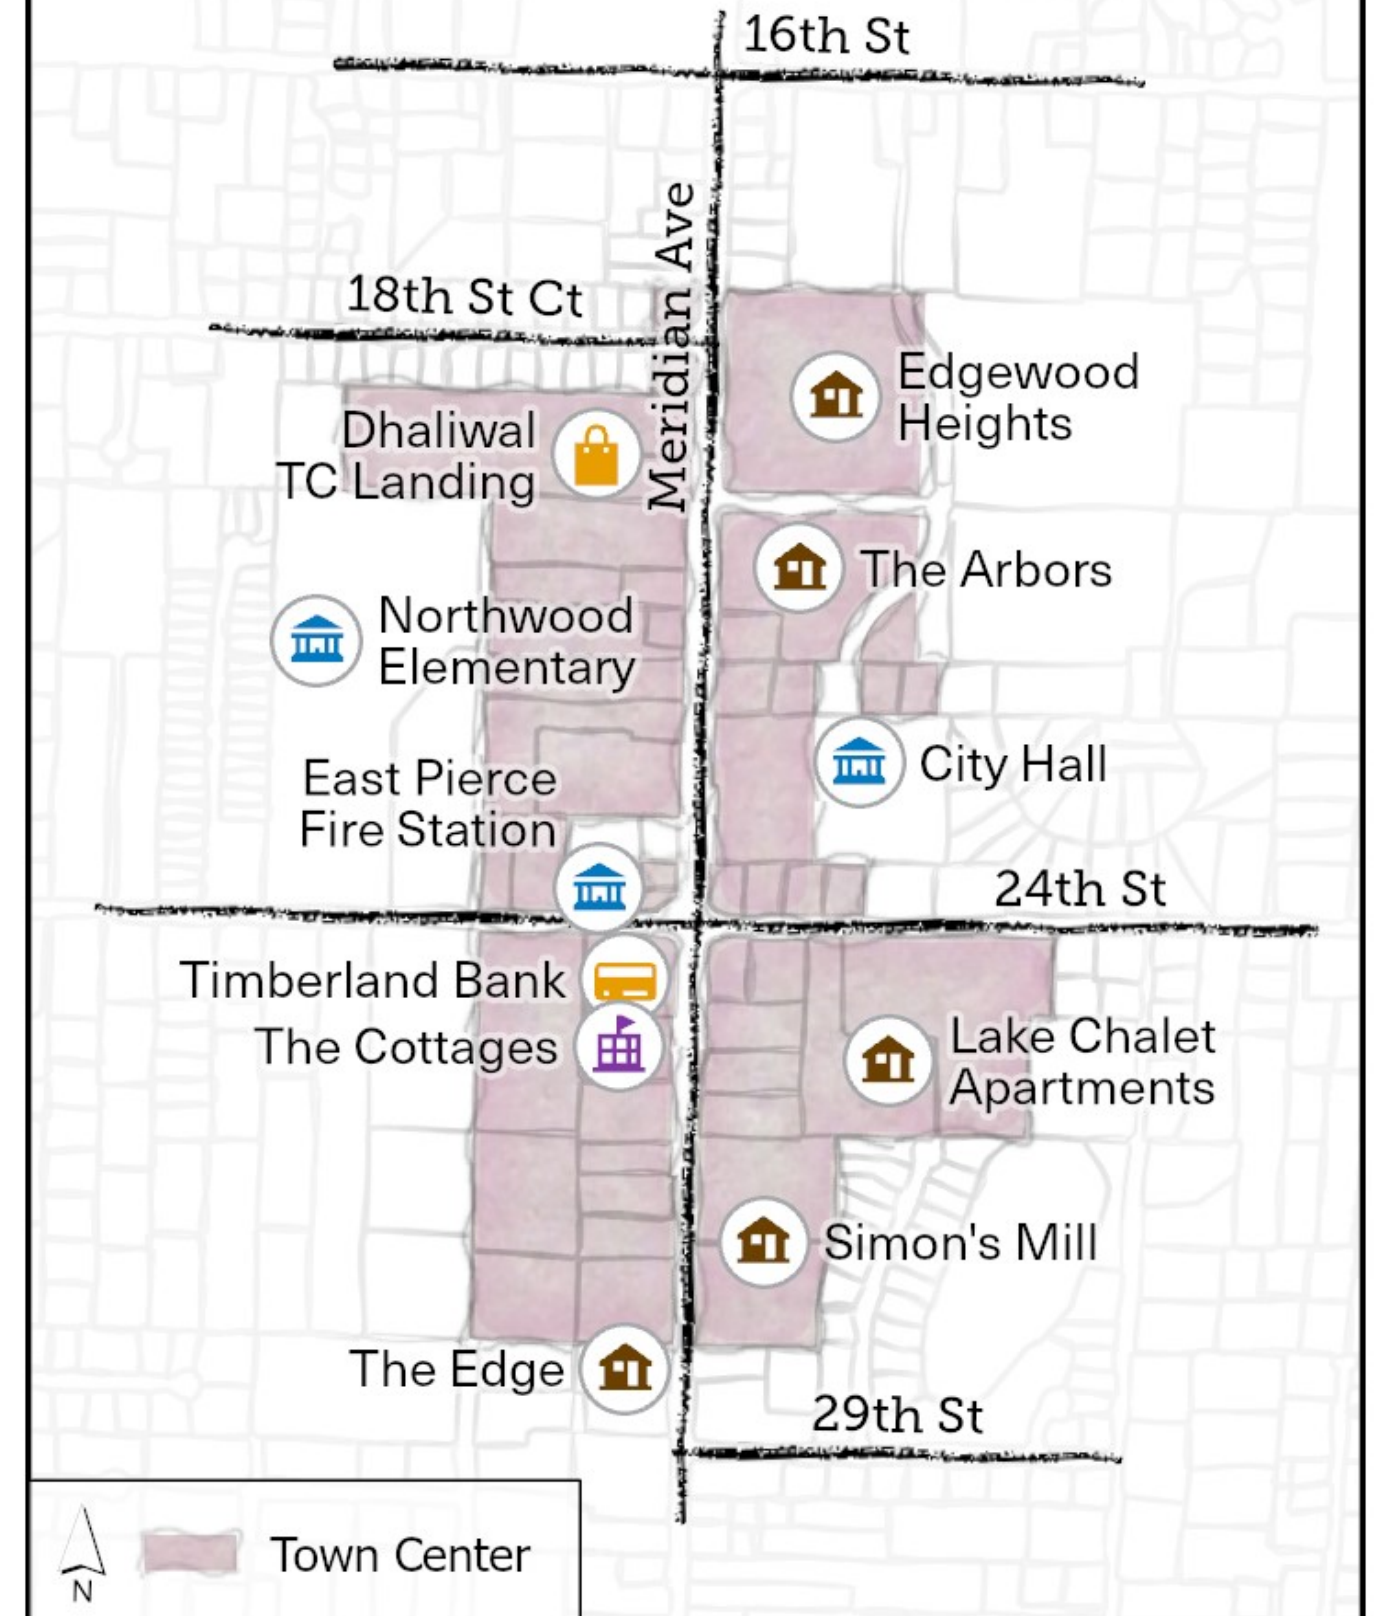 16th St
Meridian Ave
18th St Ct
Edgewood
Heights
Dhaliwal
TC Landing
The Arbors
Northwood
Elementary
City Hall
East Pierce
Fire Station
24th St
Timberland Bank
The Cottages
Lake Chalet
Apartments
Simon's Mill
The Edge
29th St
N
Town Center